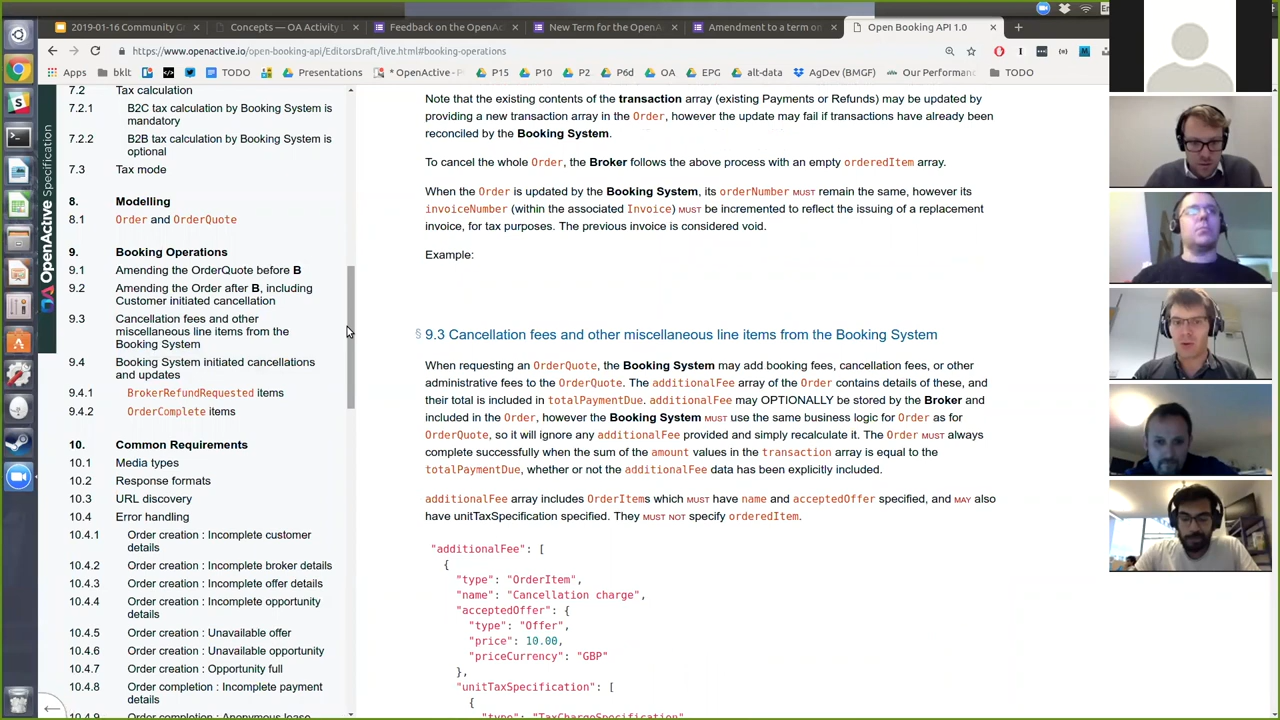 2019-01-16 Community G
Concepts — OA Activity L
Feedback on the OpenAc
New Term for the OpenA
Amendment to a term on
Open Booking API 1.0
https://www.openactive.io/open-booking-api/EditorsDraft/live.html#booking-operations
Apps
bklt
TODO
Presentations
* OpenActive - P
P15
P10
P2
P6d
OA
EPG
alt-data
AgDev (BMGF)
Our Performanc
TODO
OpenActive Specification
7.2 Tax calculation
7.2.1 B2C tax calculation by Booking System is
mandatory
7.2.2 B2B tax calculation by Booking System is
optional
7.3 Tax mode
8. Modelling
8.1 Order and OrderQuote
9. Booking Operations
9.1 Amending the OrderQuote before B
9.2 Amending the Order after B, including
Customer initiated cancellation
9.3 Cancellation fees and other
miscellaneous line items from the
Booking System
9.4 Booking System initiated cancellations
and updates
9.4.1 BrokerRefundRequested items
9.4.2 OrderComplete items
10. Common Requirements
10.1 Media types
10.2 Response formats
10.3 URL discovery
10.4 Error handling
10.4.1 Order creation : Incomplete customer
details
10.4.2 Order creation : Incomplete broker details
10.4.3 Order creation : Incomplete offer details
10.4.4 Order creation : Incomplete opportunity
details
10.4.5 Order creation : Unavailable offer
10.4.6 Order creation : Unavailable opportunity
10.4.7 Order creation : Opportunity full
10.4.8 Order completion : Incomplete payment
details
10.4.9 Order completion : Anonymous lease
Note that the existing contents of the transaction array (existing Payments or Refunds) may be updated by
providing a new transaction array in the Order, however the update may fail if transactions have already been
reconciled by the Booking System.
To cancel the whole Order, the Broker follows the above process with an empty orderedItem array.
When the Order is updated by the Booking System, its orderNumber MUST remain the same, however its
invoiceNumber (within the associated Invoice) MUST be incremented to reflect the issuing of a replacement
invoice, for tax purposes. The previous invoice is considered void.
Example:
§ 9.3 Cancellation fees and other miscellaneous line items from the Booking System
When requesting an OrderQuote, the Booking System may add booking fees, cancellation fees, or other
administrative fees to the OrderQuote. The additionalFee array of the Order contains details of these, and
their total is included in totalPaymentDue. additionalFee may OPTIONALLY be stored by the Broker and
included in the Order, however the Booking System MUST use the same business logic for Order as for
OrderQuote, so it will ignore any additionalFee provided and simply recalculate it. The Order MUST always
complete successfully when the sum of the amount values in the transaction array is equal to the
totalPaymentDue, whether or not the additionalFee data has been explicitly included.
additionalFee array includes OrderItems which MUST have name and acceptedOffer specified, and MAY also
have unitTaxSpecification specified. They MUST NOT specify orderedItem.
"additionalFee": [
{
"type": "OrderItem",
"name": "Cancellation charge",
"acceptedOffer": {
"type": "Offer",
"price": 10.00,
"priceCurrency": "GBP"
},
"unitTaxSpecification": [
{
"type": "TaxChargeSpecification"